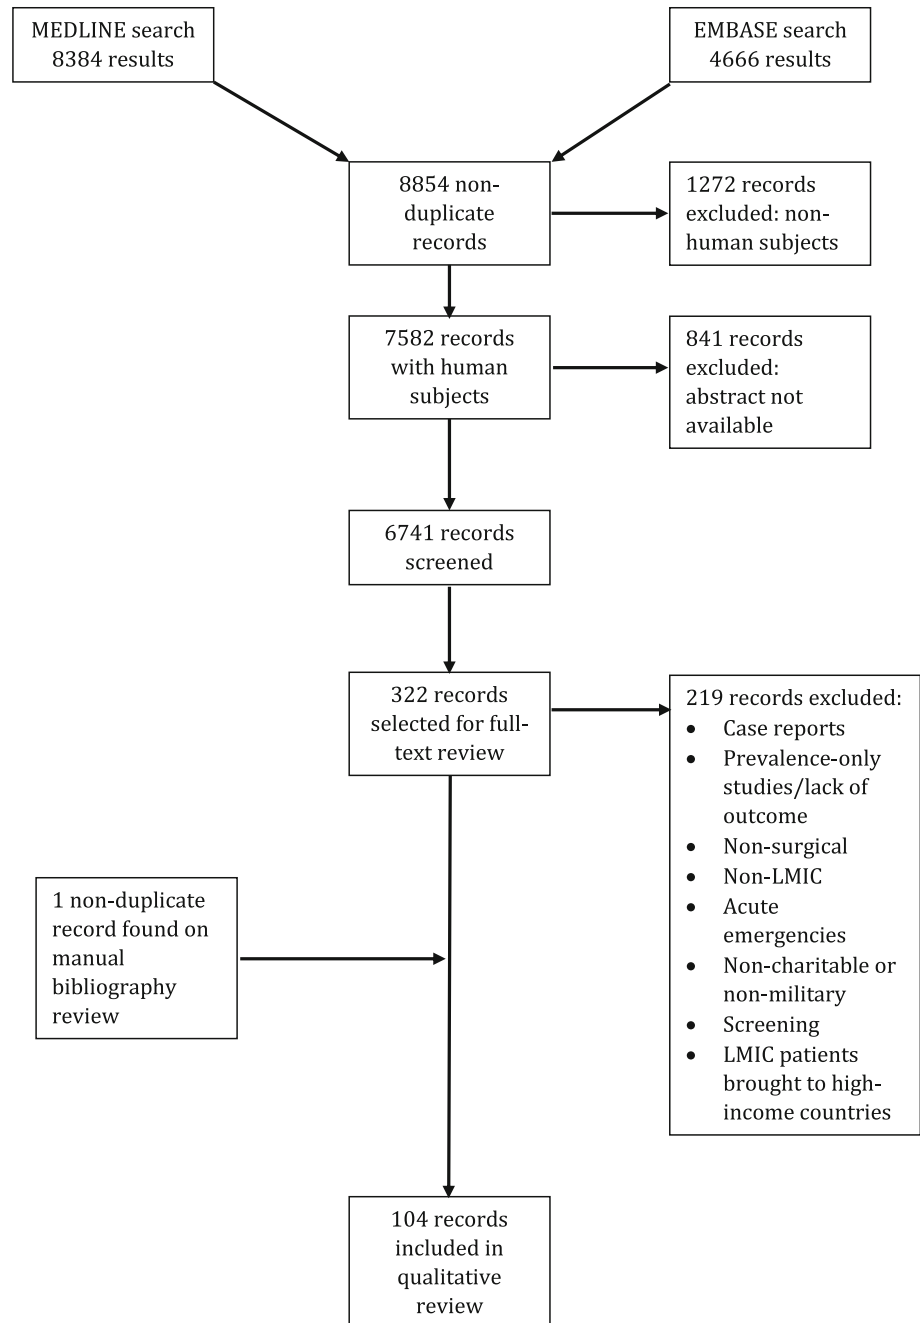 MEDLINE search
8384 results
EMBASE search
4666 results
8854 non-
duplicate
records
1272 records
excluded: non-
human subjects
7582 records
with human
subjects
841 records
excluded:
abstract not
available
6741 records
screened
322 records
selected for full-
text review
219 records excluded:
• Case reports
• Prevalence-only
studies/lack of
outcome
• Non-surgical
• Non-LMIC
• Acute
emergencies
• Non-charitable or
non-military
• Screening
• LMIC patients
brought to high-
income countries
1 non-duplicate
record found on
manual
bibliography
review
104 records
included in
qualitative
review